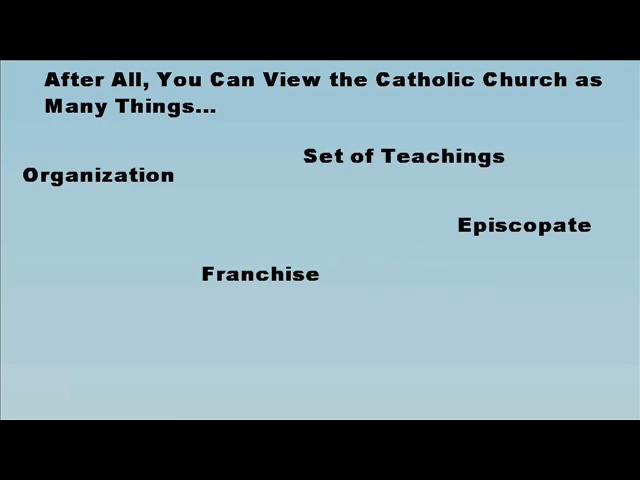 After All, You Can View the Catholic Church as
Many Things...
Set of Teachings
Organization
Episcopate
Franchise